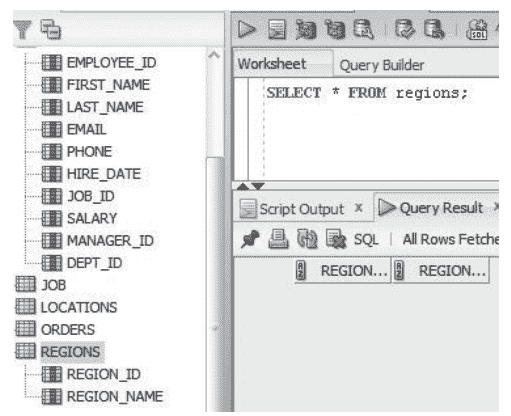 EMPLOYEE_ID
FIRST_NAME
LAST_NAME
EMAIL
PHONE
HIRE_DATE
JOB_ID
SALARY
MANAGER_ID
DEPT_ID
JOB
LOCATIONS
ORDERS
REGIONS
REGION_ID
REGION_NAME
SQL
Worksheet Query Builder
SELECT * FROM regions;
Script Output x Query Result x
SQL | All Rows Fetche
REGION... REGION...